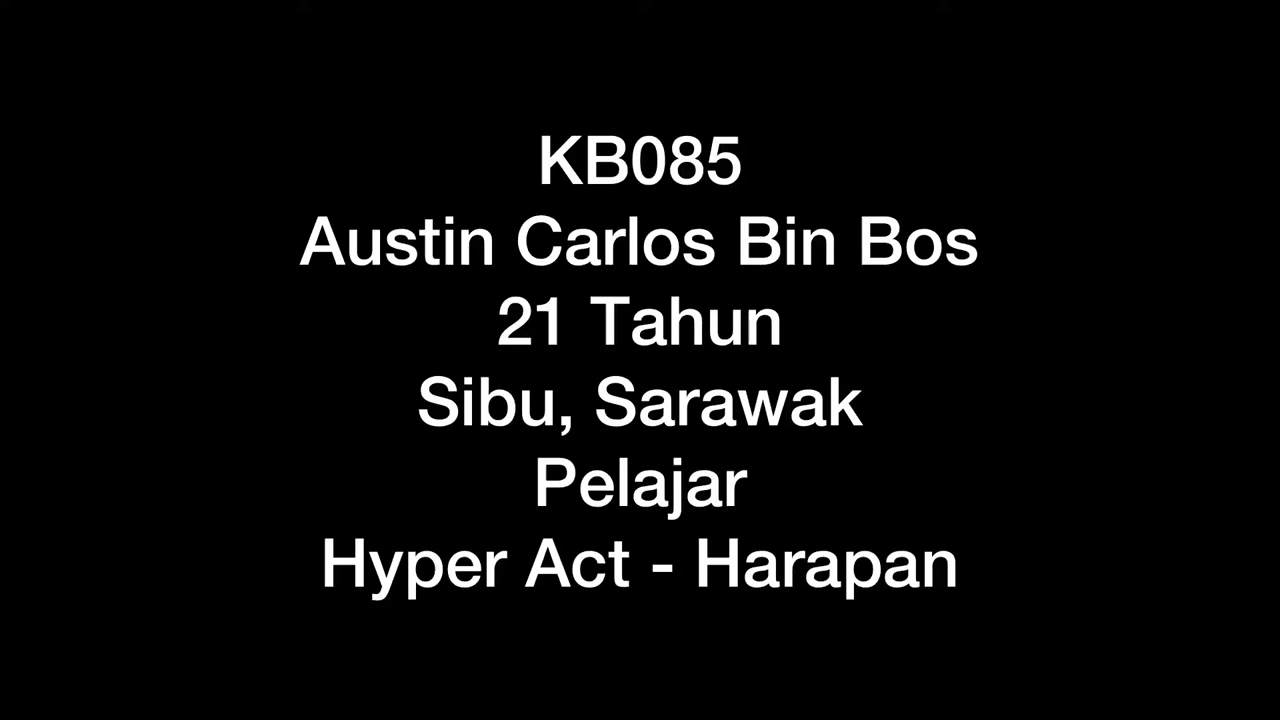 KB085
Austin Carlos Bin Bos
21 Tahun
Sibu, Sarawak
Pelajar
Hyper Act - Harapan